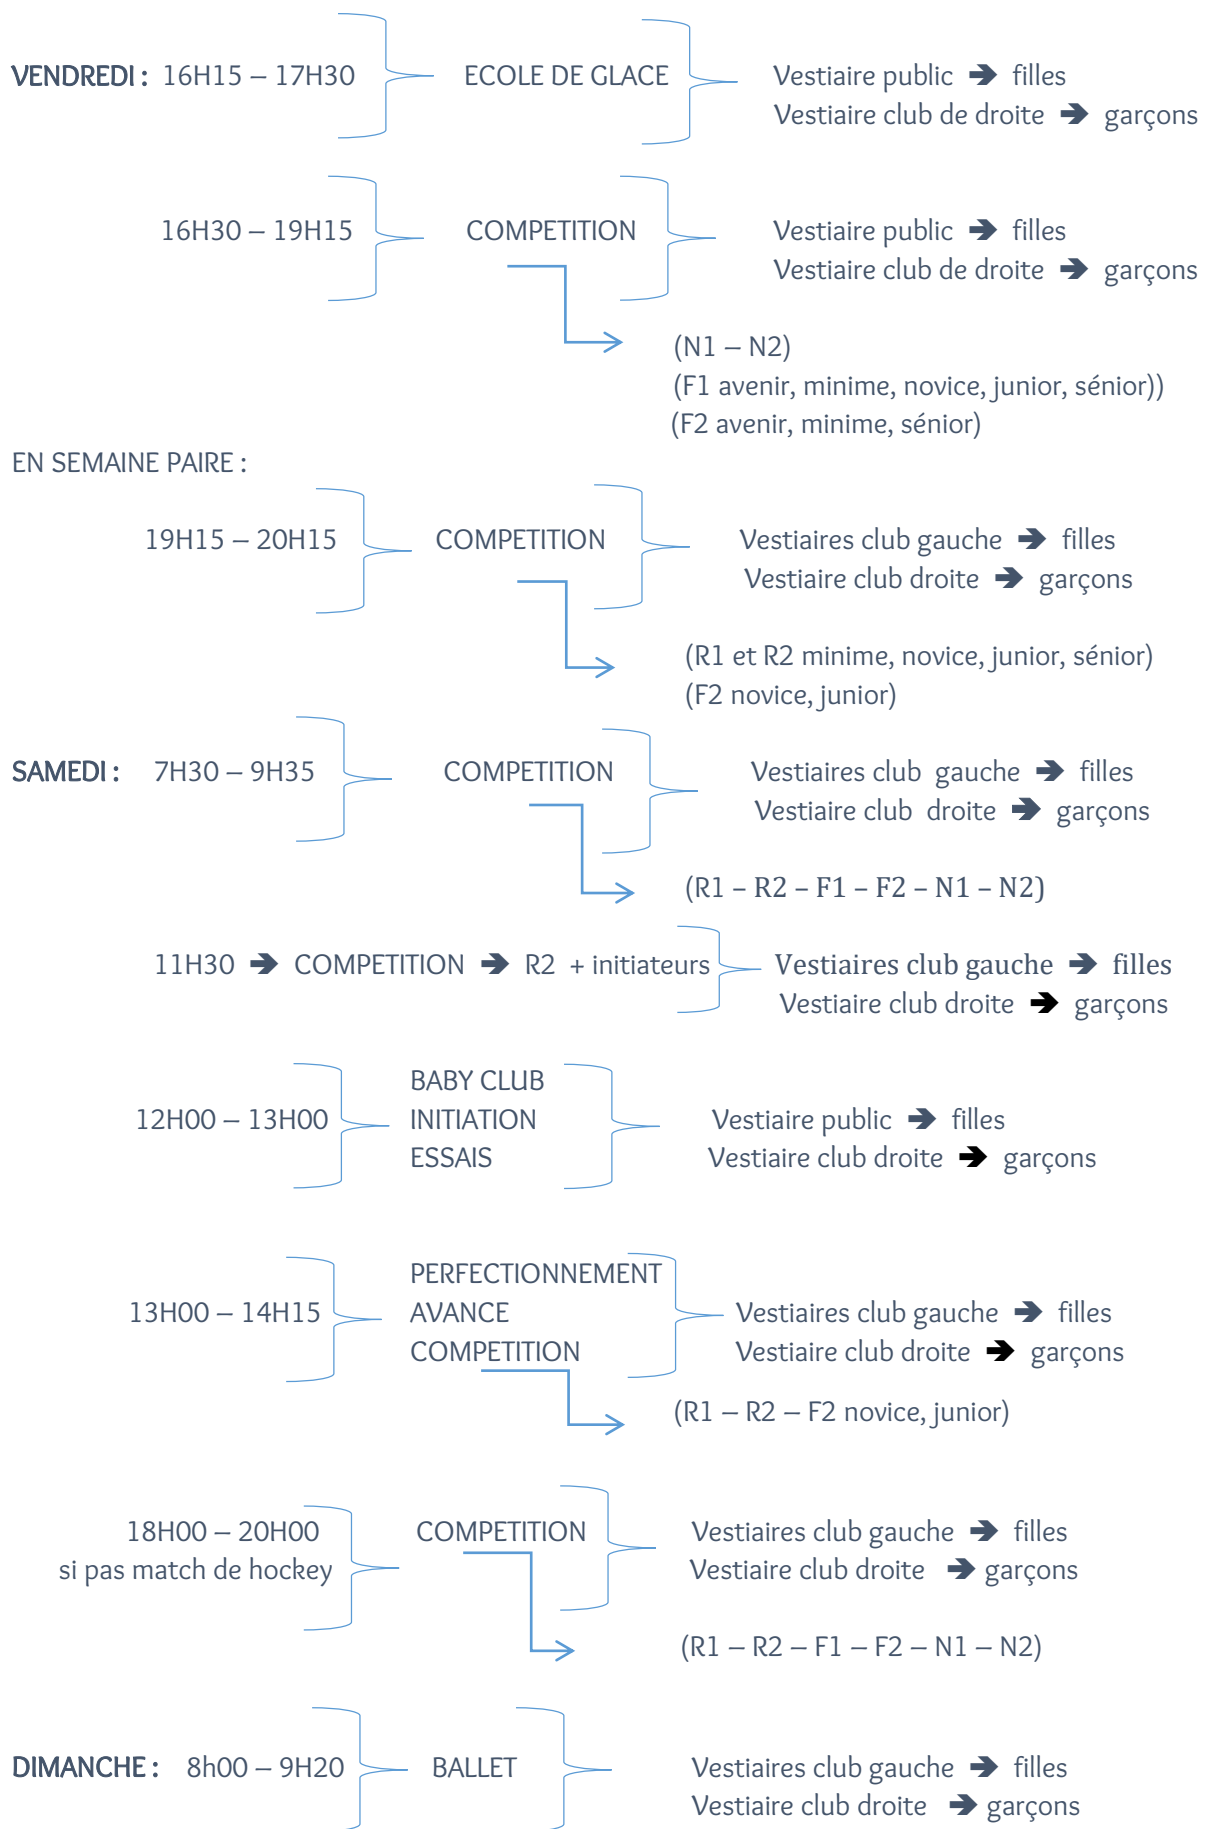 VENDREDI : 16H15 – 17H30 ECOLE DE GLACE Vestiaire public ➔ filles
Vestiaire club de droite ➔ garçons
16H30 – 19H15 COMPETITION Vestiaire public ➔ filles
Vestiaire club de droite ➔ garçons
(N1 – N2)
(F1 avenir, minime, novice, junior, sénior))
(F2 avenir, minime, sénior)
EN SEMAINE PAIRE :
19H15 – 20H15 COMPETITION Vestiaires club gauche ➔ filles
Vestiaire club droite ➔ garçons
(R1 et R2 minime, novice, junior, sénior)
(F2 novice, junior)
SAMEDI : 7H30 – 9H35 COMPETITION Vestiaires club gauche ➔ filles
Vestiaire club droite ➔ garçons
(R1 – R2 – F1 – F2 – N1 – N2)
11H30 ➔ COMPETITION ➔ R2 + initiateurs Vestiaires club gauche ➔ filles
Vestiaire club droite ➔ garçons
BABY CLUB
12H00 – 13H00 INITIATION Vestiaire public ➔ filles
ESSAIS Vestiaire club droite ➔ garçons
PERFECTIONNEMENT
13H00 – 14H15 AVANCE Vestiaires club gauche ➔ filles
COMPETITION Vestiaire club droite ➔ garçons
(R1 – R2 – F2 novice, junior)
18H00 – 20H00 COMPETITION Vestiaires club gauche ➔ filles
si pas match de hockey Vestiaire club droite ➔ garçons
(R1 – R2 – F1 – F2 – N1 – N2)
DIMANCHE : 8h00 – 9H20 BALLET Vestiaires club gauche ➔ filles
Vestiaire club droite ➔ garçons